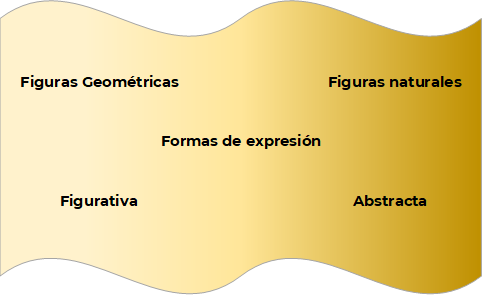 Figuras Geométricas
Figuras naturales
Formas de expresión
Figurativa
Abstracta